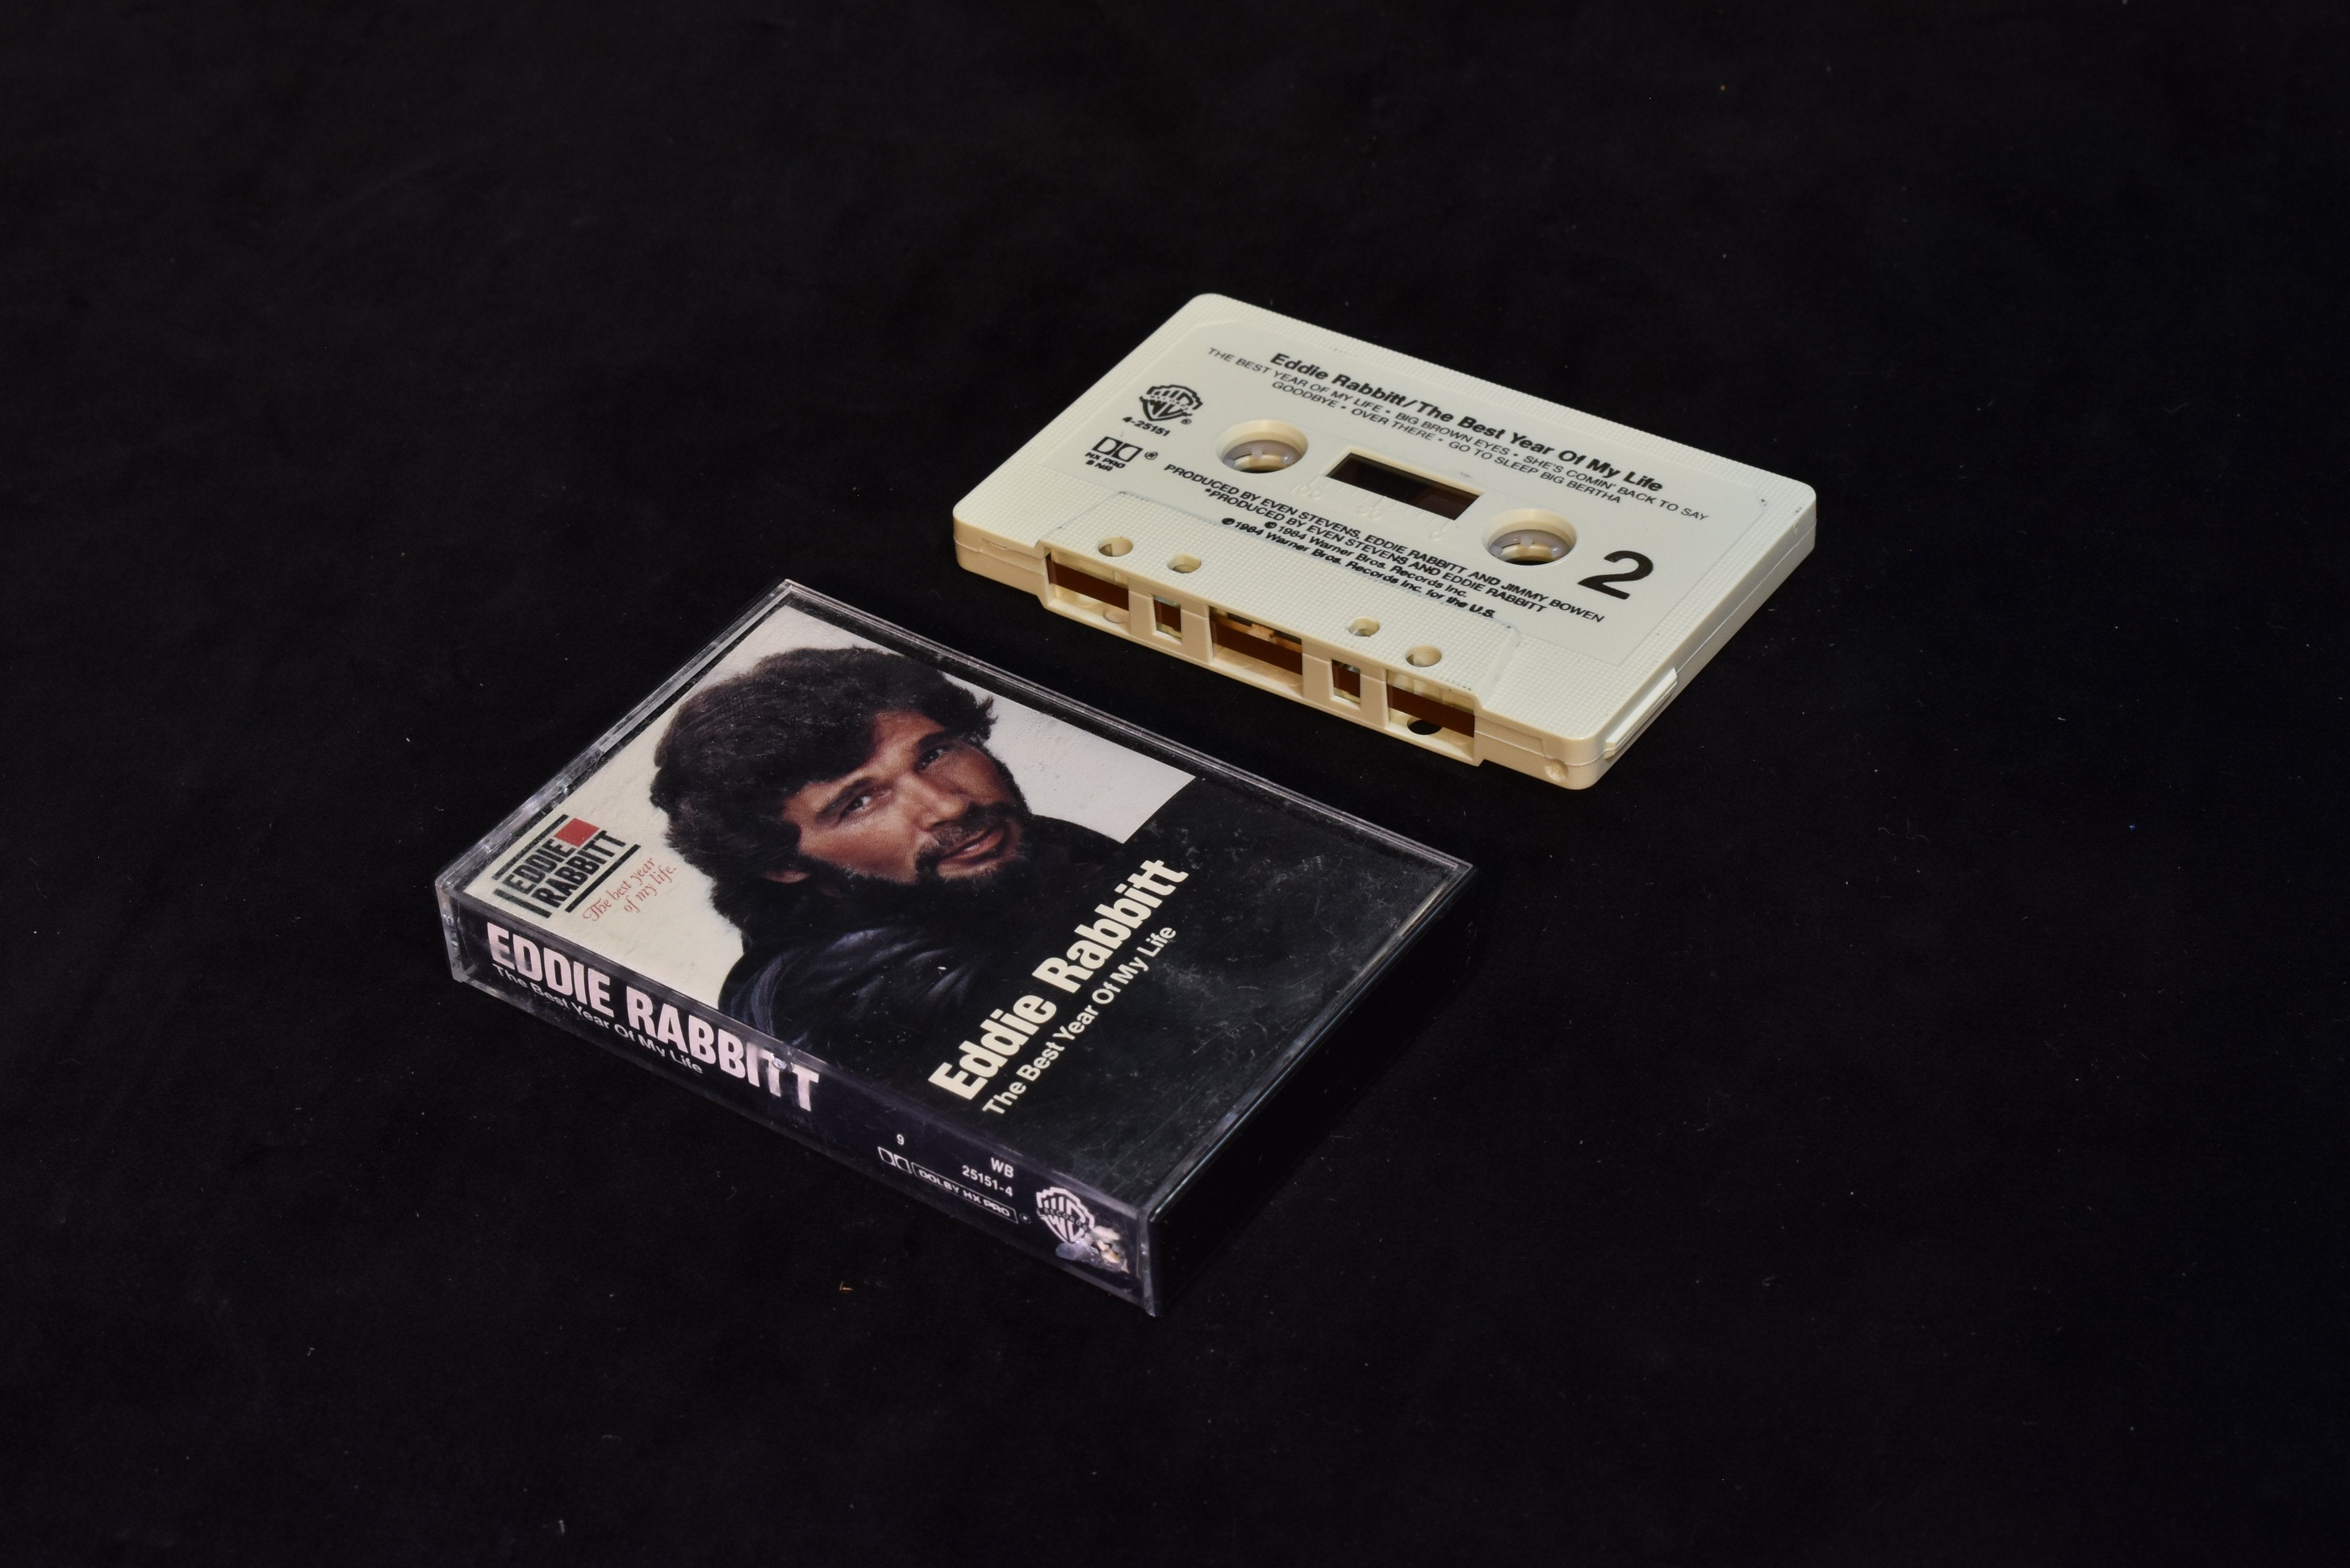 Eddie Rabbitt/The Best Year Of My Life
THE BEST YEAR OF MY LIFE • BIG BROWN EYES • SHE'S COMIN' BACK TO SAY
GOODBYE • OVER THERE • GO TO SLEEP BIG BERTHA
®
4-25151
®
HX PRO
B NR
2
PRODUCED BY EVEN STEVENS, EDDIE RABBITT AND JIMMY BOWEN
*PRODUCED BY EVEN STEVENS AND EDDIE RABBITT
©1984 Warner Bros. Records Inc.
℗1984 Warner Bros. Records Inc. for the U.S.
EDDIE
RABBITT
The best year
of my life.
Eddie Rabbitt
The Best Year Of My Life
EDDIE RABBITT
The Best Year Of My Life
9
WB
25151-4
DOLBY HX PRO